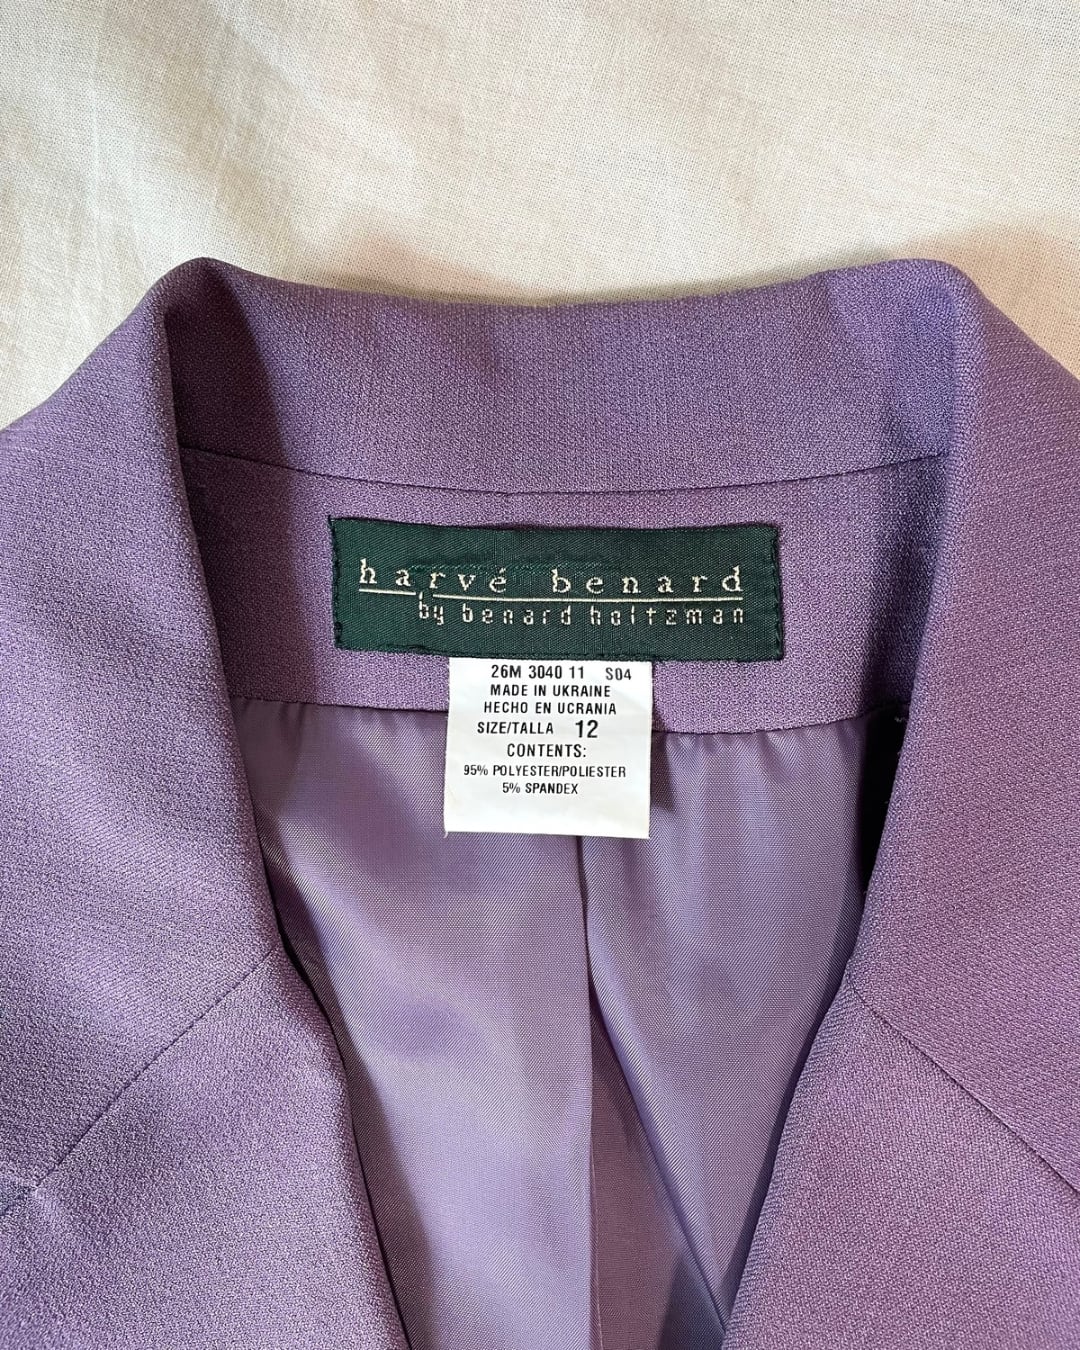 harvé benard
by benard holtzman
26M 3040 11 S04
MADE IN UKRAINE
HECHO EN UCRANIA
SIZE/TALLA 12
CONTENTS:
95% POLYESTER/POLIESTER
5% SPANDEX